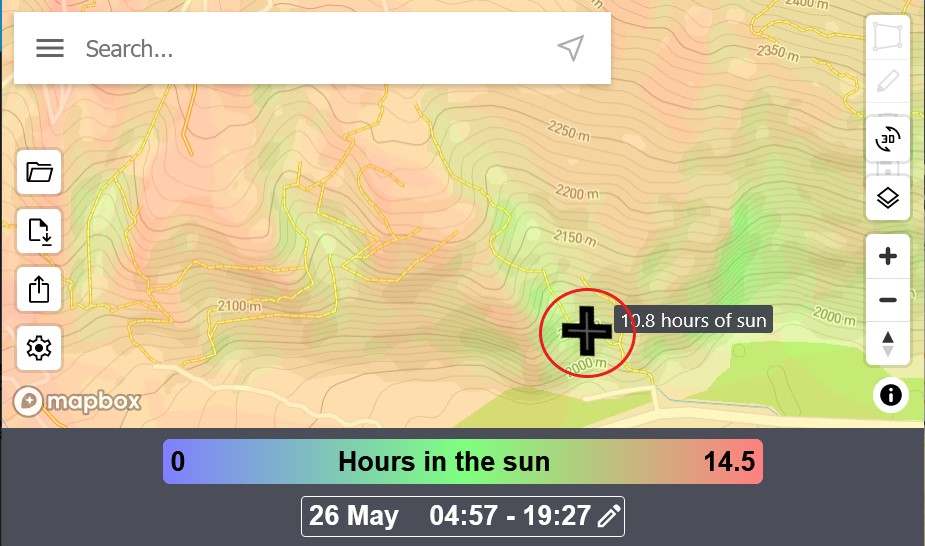 2400 m
Search...
2350 m
3D
2250 m
2200 m
2150 m
2100 m
10.8 hours of sun
2000 m
2000 m
mapbox
0 Hours in the sun 14.5
26 May 04:57 - 19:27